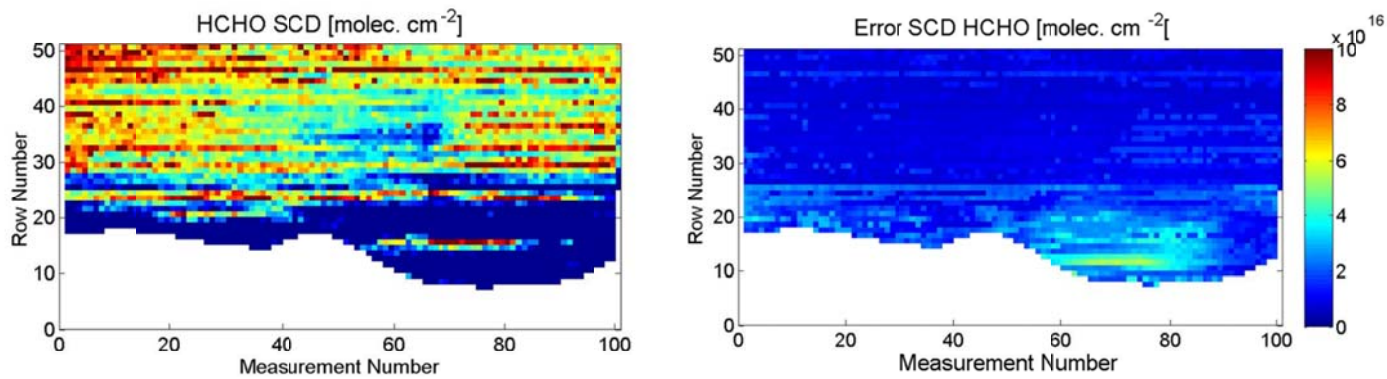 HCHO SCD [molec. cm-2]
Row Number
50
40
30
20
10
0
0 20 40 60 80 100
Measurement Number
Error SCD HCHO [molec. cm-2[
Row Number
50
40
30
20
10
0
0 20 40 60 80 100
Measurement Number
x 10 16
8
6
4
2
0